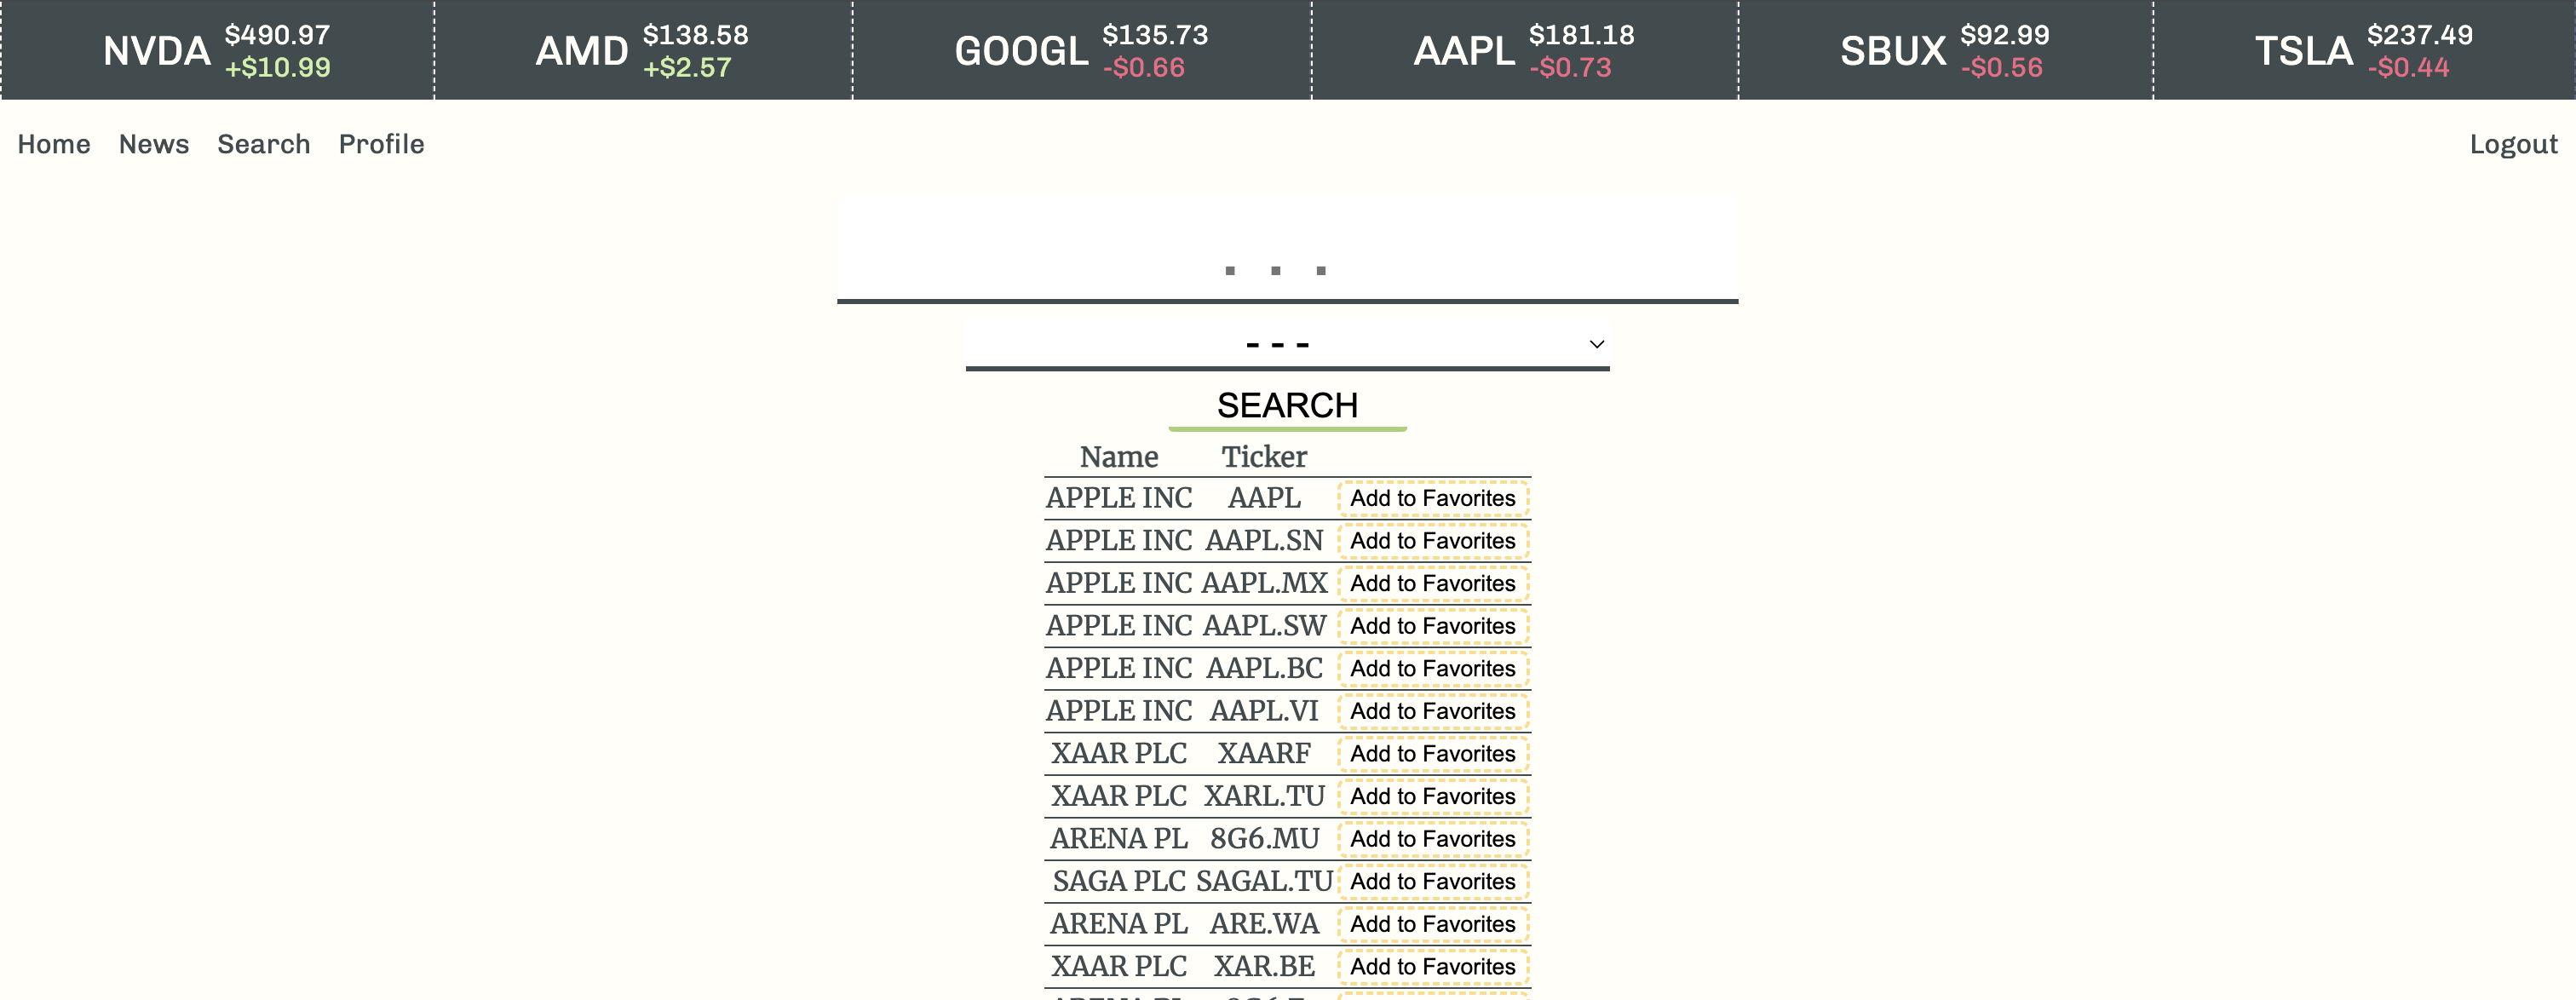 NVDA $490.97 +$10.99
AMD $138.58 +$2.57
GOOGL $135.73 -$0.66
AAPL $181.18 -$0.73
SBUX $92.99 -$0.56
TSLA $237.49 -$0.44
Home News Search Profile Logout
...
---
SEARCH
Name Ticker
APPLE INC AAPL Add to Favorites
APPLE INC AAPL.SN Add to Favorites
APPLE INC AAPL.MX Add to Favorites
APPLE INC AAPL.SW Add to Favorites
APPLE INC AAPL.BC Add to Favorites
APPLE INC AAPL.VI Add to Favorites
XAAR PLC XAARF Add to Favorites
XAAR PLC XARL.TU Add to Favorites
ARENA PL 8G6.MU Add to Favorites
SAGA PLC SAGAL.TU Add to Favorites
ARENA PL ARE.WA Add to Favorites
XAAR PLC XAR.BE Add to Favorites